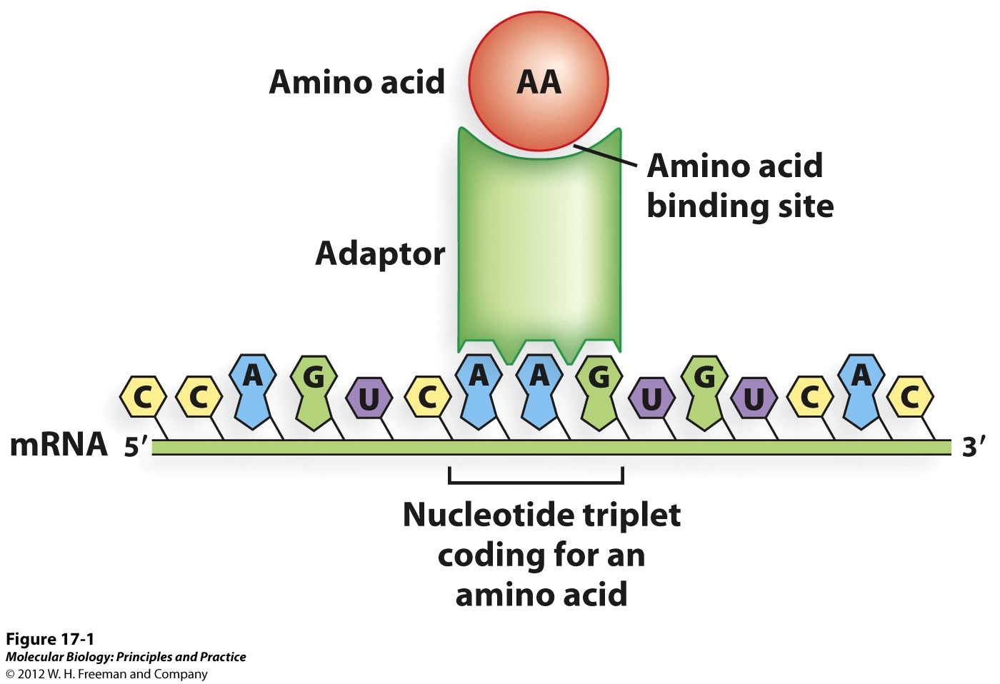 Amino acid
AA
Amino acid
binding site
Adaptor
C C A G U C A A G U G U C A C
mRNA 5′ 3′
Nucleotide triplet
coding for an
amino acid
Figure 17-1
Molecular Biology: Principles and Practice
© 2012 W. H. Freeman and Company